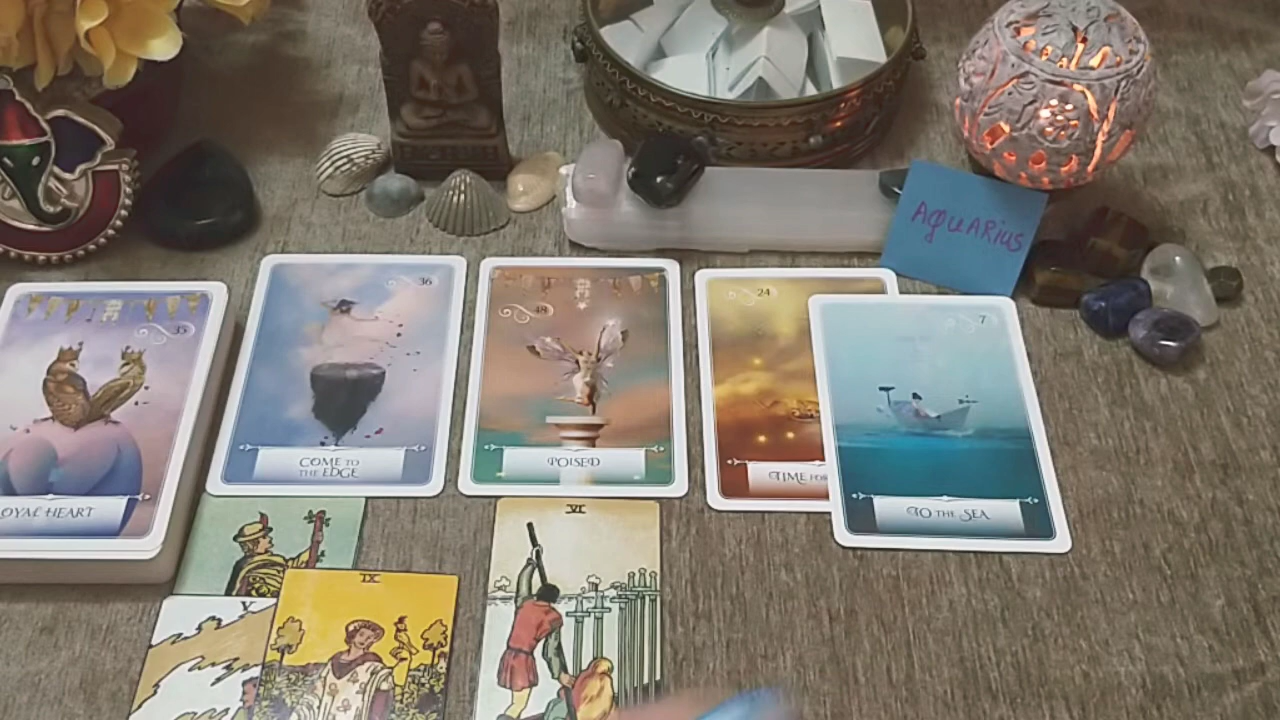 AQUARIUS
35
OYAL HEART
36
COME TO
THE EDGE
48
POISED
24
TIME FOR
7
TO THE SEA
V
IX
VI